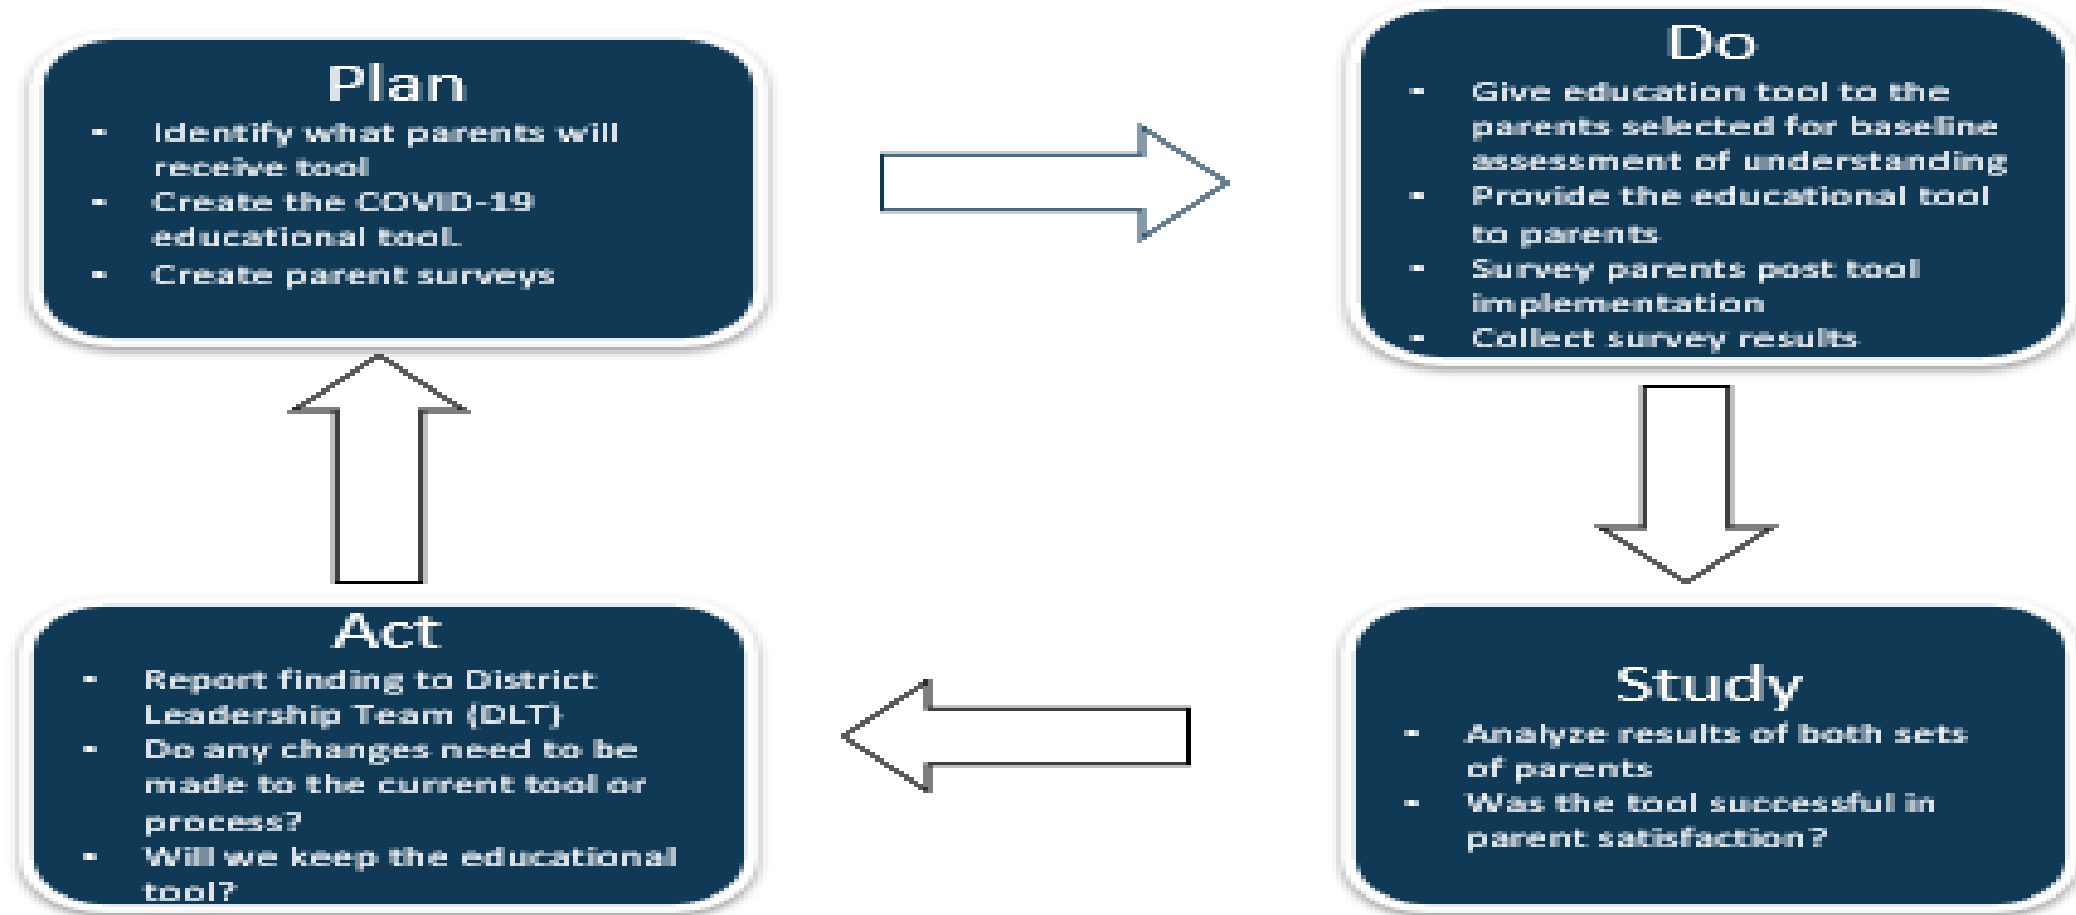 Plan
- Identify what parents will
receive tool
- Create the COVID-19
educational tool.
- Create parent surveys
Do
- Give education tool to the
parents selected for baseline
assessment of understanding
- Provide the educational tool
to parents
- Survey parents post tool
implementation
- Collect survey results
Study
- Analyze results of both sets
of parents
- Was the tool successful in
parent satisfaction?
Act
- Report finding to District
Leadership Team (DLT)
- Do any changes need to be
made to the current tool or
process?
- Will we keep the educational
tool?